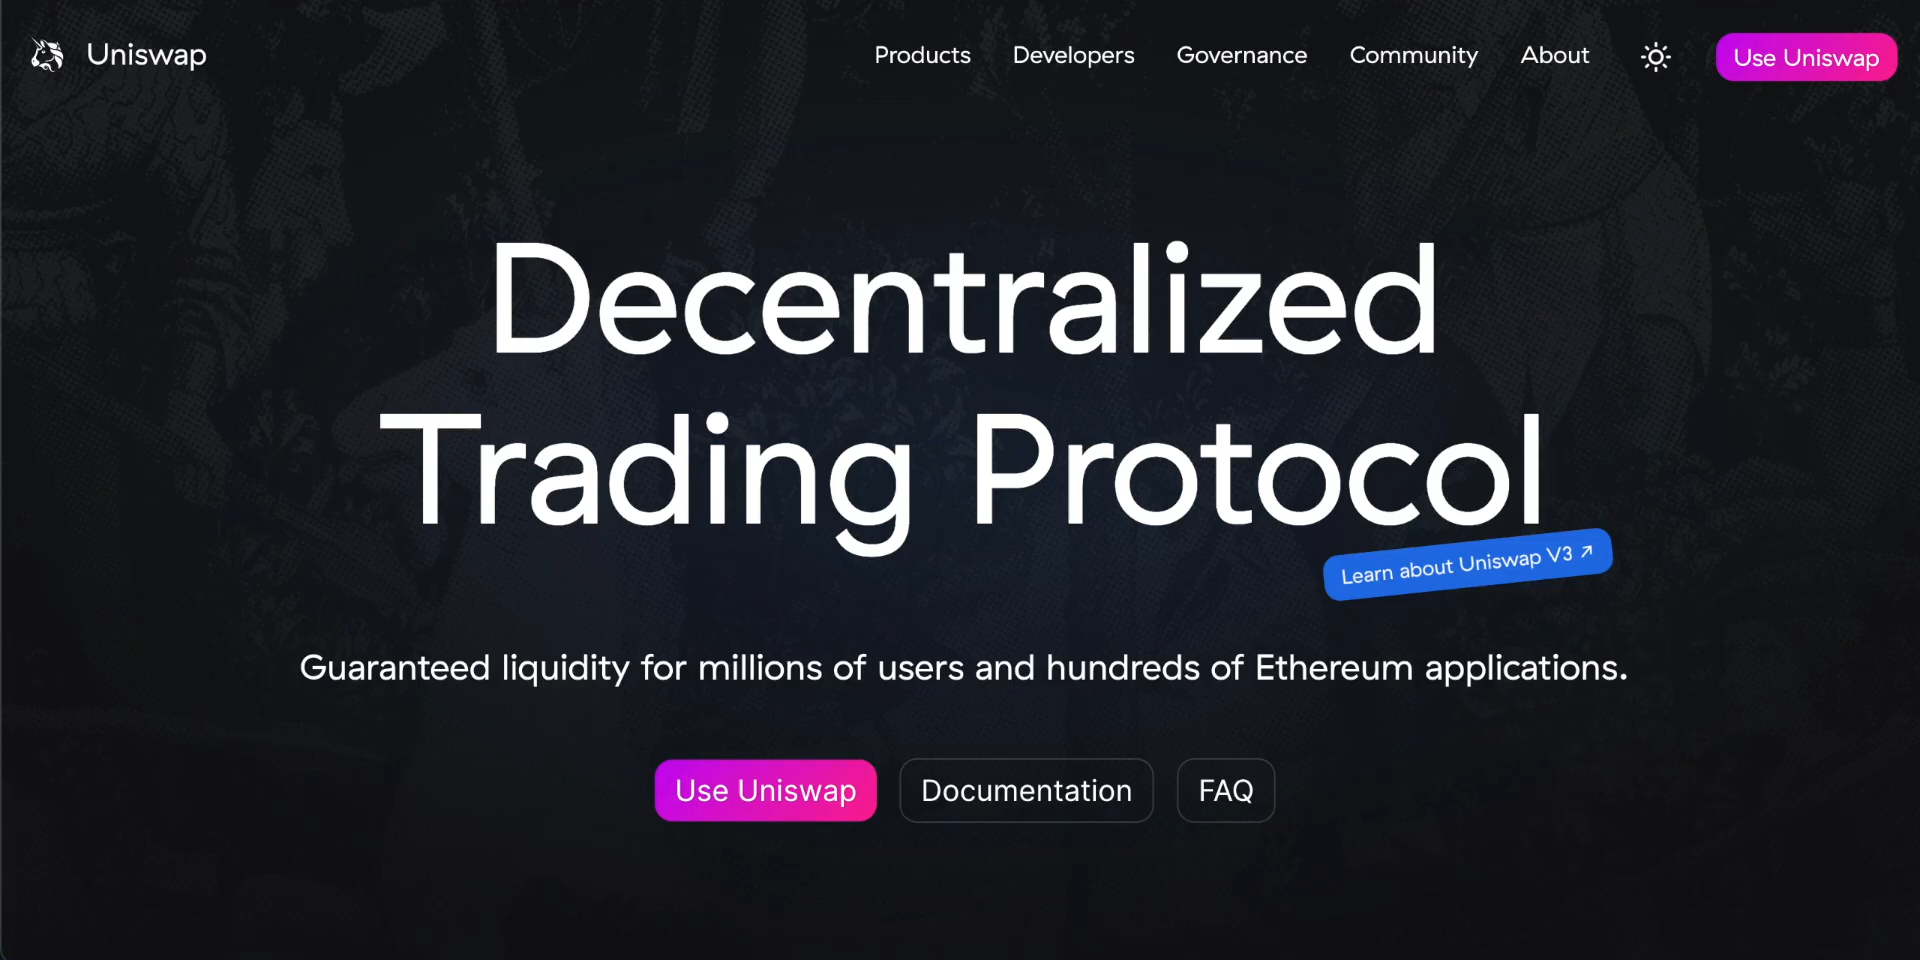 Uniswap
Products Developers Governance Community About Use Uniswap
Decentralized
Trading Protocol
Learn about Uniswap V3 ↗
Guaranteed liquidity for millions of users and hundreds of Ethereum applications.
Use Uniswap Documentation FAQ